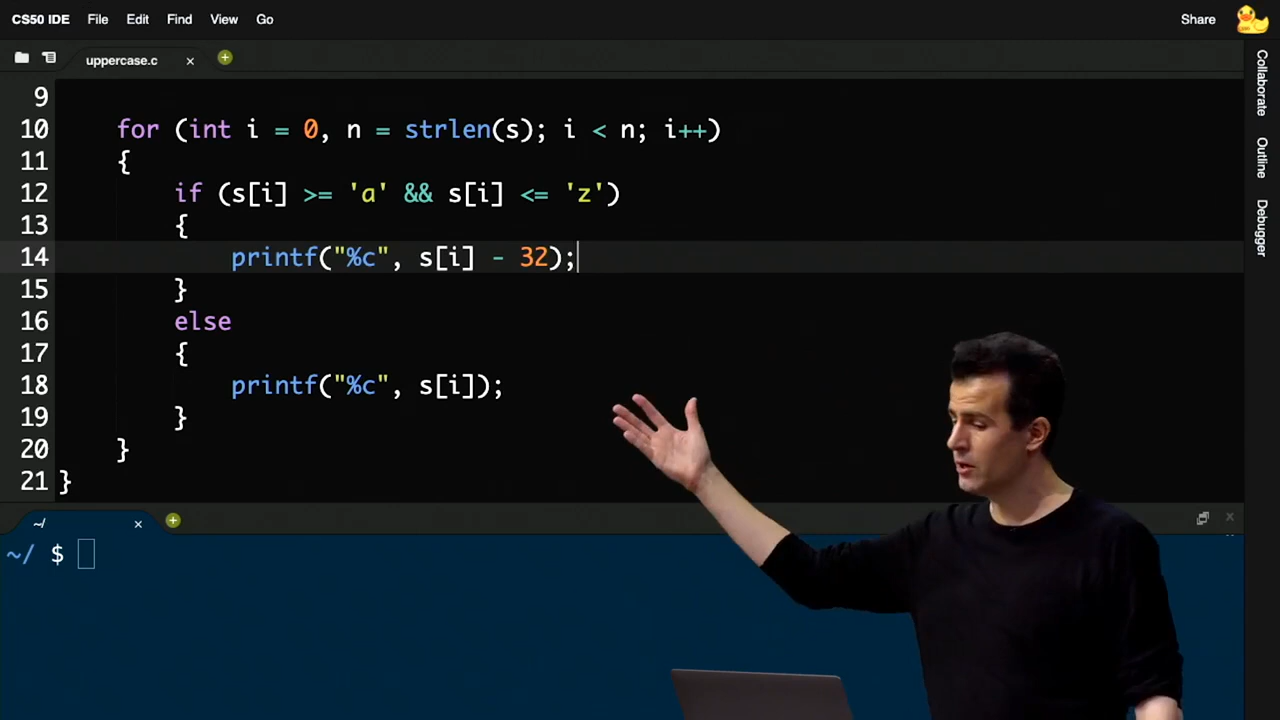 CS50 IDE File Edit Find View Go Share
uppercase.c
9
10 for (int i = 0, n = strlen(s); i < n; i++)
11 {
12 if (s[i] >= 'a' && s[i] <= 'z')
13 {
14 printf("%c", s[i] - 32);
15 }
16 else
17 {
18 printf("%c", s[i]);
19 }
20 }
21 }
~/
~/ $
Collaborate
Outline
Debugger